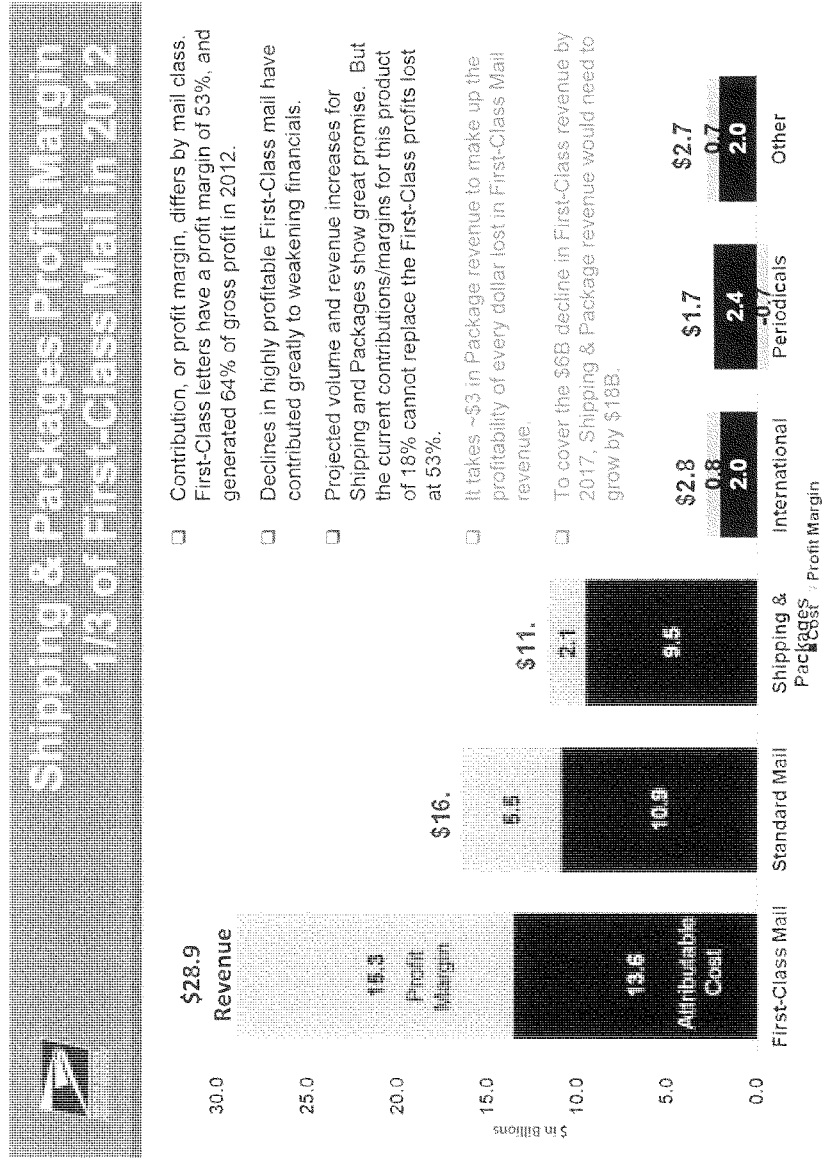 Shipping & Packages Profit Margin
1/3 of First-Class Mail in 2012
❑ Contribution, or profit margin, differs by mail class.
First-Class letters have a profit margin of 53%, and
generated 64% of gross profit in 2012.
❑ Declines in highly profitable First-Class mail have
contributed greatly to weakening financials.
❑ Projected volume and revenue increases for
Shipping and Packages show great promise. But
the current contributions/margins for this product
of 18% cannot replace the First-Class profits lost
at 53%.
❑ It takes ~$3 in Package revenue to make up the
profitability of every dollar lost in First-Class Mail
revenue.
❑ To cover the $6B decline in First-Class revenue by
2017, Shipping & Package revenue would need to
grow by $18B.
$ in Billions
30.0
25.0
20.0
15.0
10.0
5.0
0.0
$28.9
Revenue
15.3
Profit
Margin
13.6
Attributable
Cost
First-Class Mail
$16.
5.5
10.9
Standard Mail
$11.
2.1
9.5
Shipping &
Packages
$2.8
0.8
2.0
International
$1.7
2.4
-0.7
Periodicals
$2.7
0.7
2.0
Other
Cost
Profit Margin